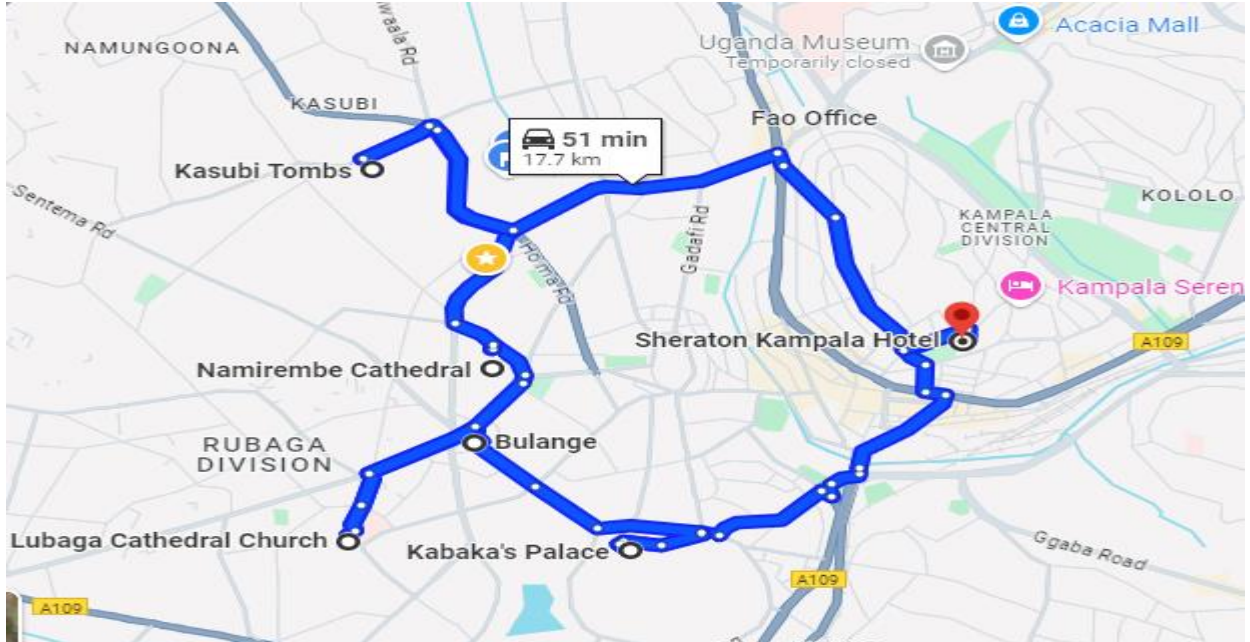 Acacia Mall
Uganda Museum
Temporarily closed
NAMUNGOONA
KASUBI
Fao Office
51 min
17.7 km
Kasubi Tombs
Sentema Rd
KOLOLO
KAMPALA
CENTRAL
DIVISION
Gadafi Rd
Hoima Rd
Kampala Seren
Sheraton Kampala Hotel
A109
Namirembe Cathedral
Bulange
RUBAGA
DIVISION
Lubaga Cathedral Church
Kabaka's Palace
Ggaba Road
A109
A109